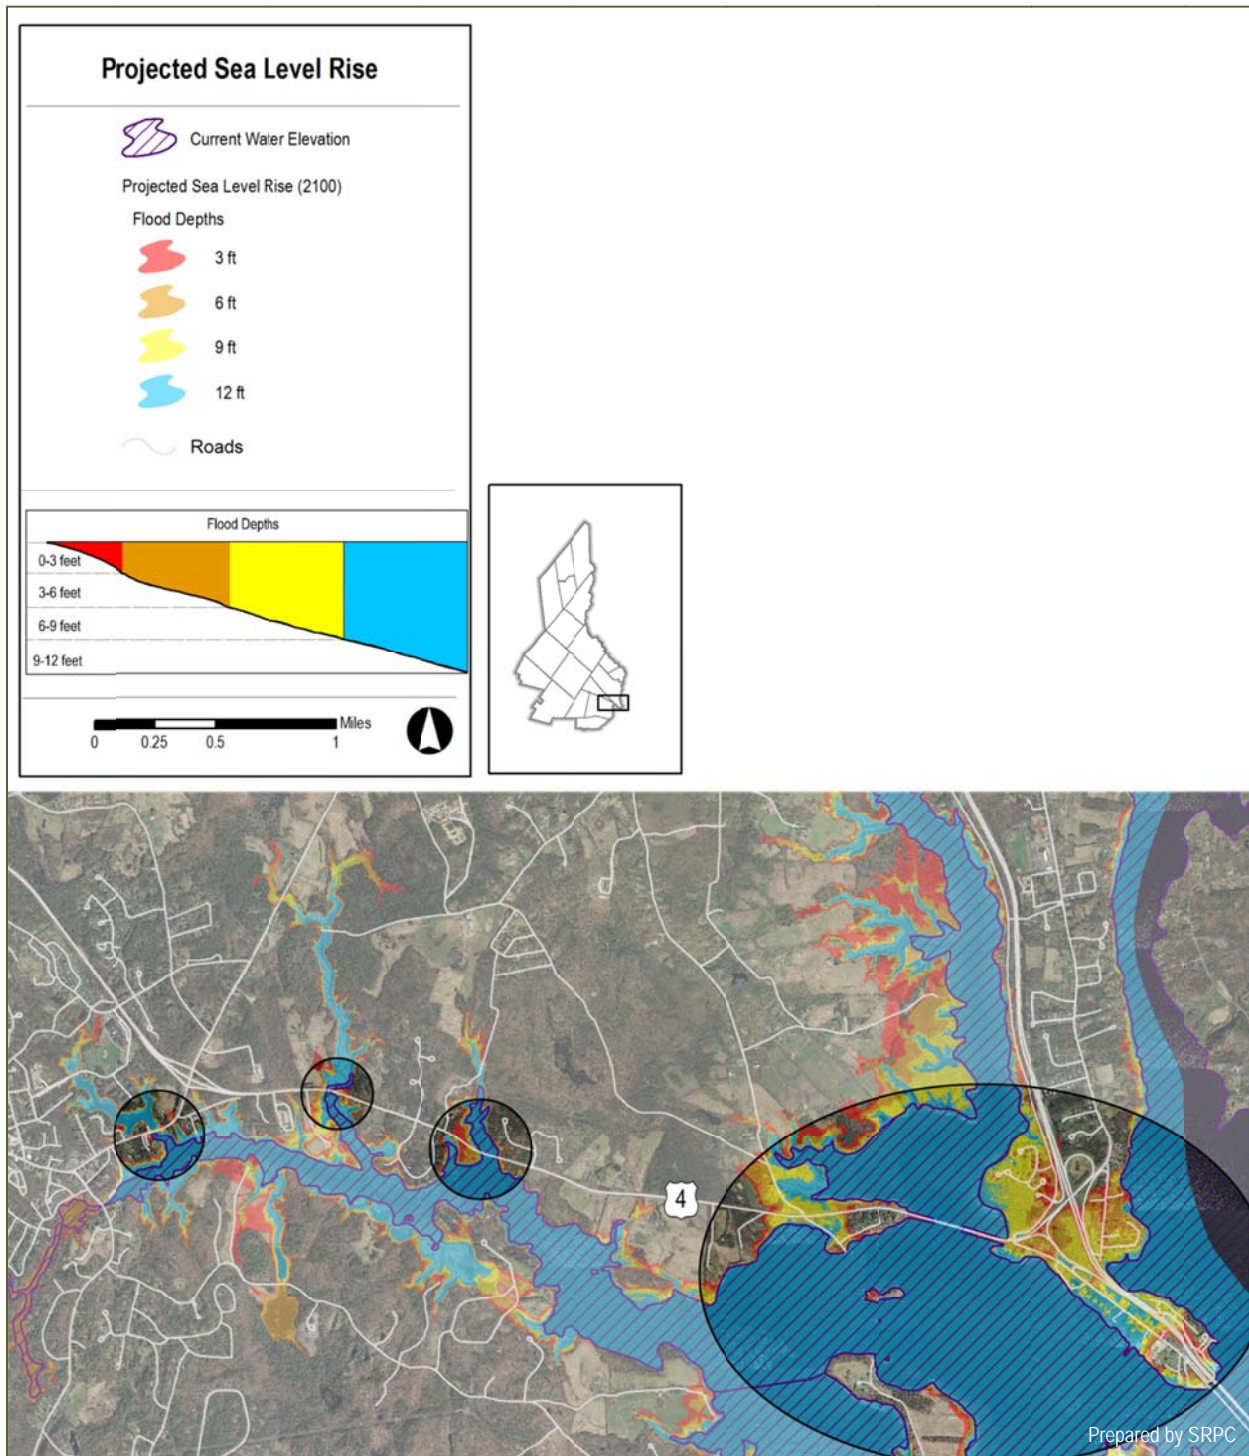 Projected Sea Level Rise
Current Water Elevation
Projected Sea Level Rise (2100)
Flood Depths
3 ft
6 ft
9 ft
12 ft
Roads
Flood Depths
0-3 feet
3-6 feet
6-9 feet
9-12 feet
Miles
0 0.25 0.5 1
4
Prepared by SRPC